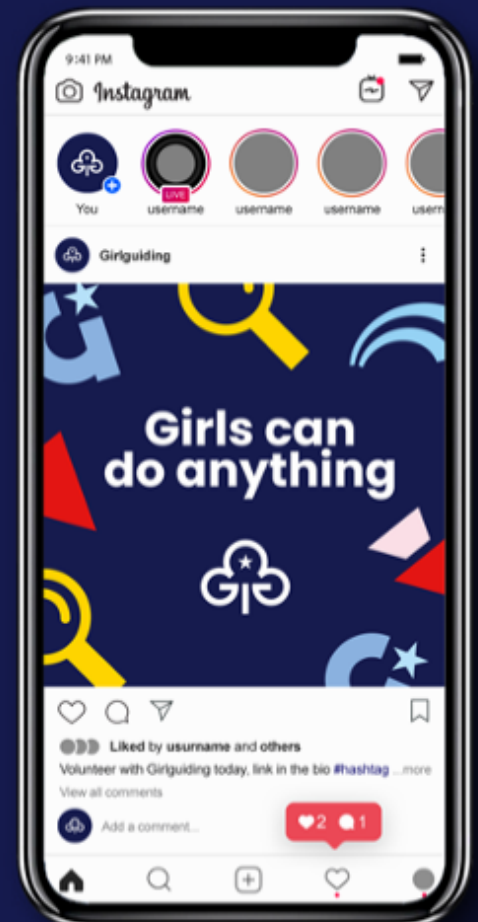 9:41 PM
Instagram
LIVE
You username username username usern
Girlguiding
Girls can
do anything
Liked by usurname and others
Volunteer with Girlguiding today, link in the bio #hashtag ...more
View all comments
Add a comment...
2 1